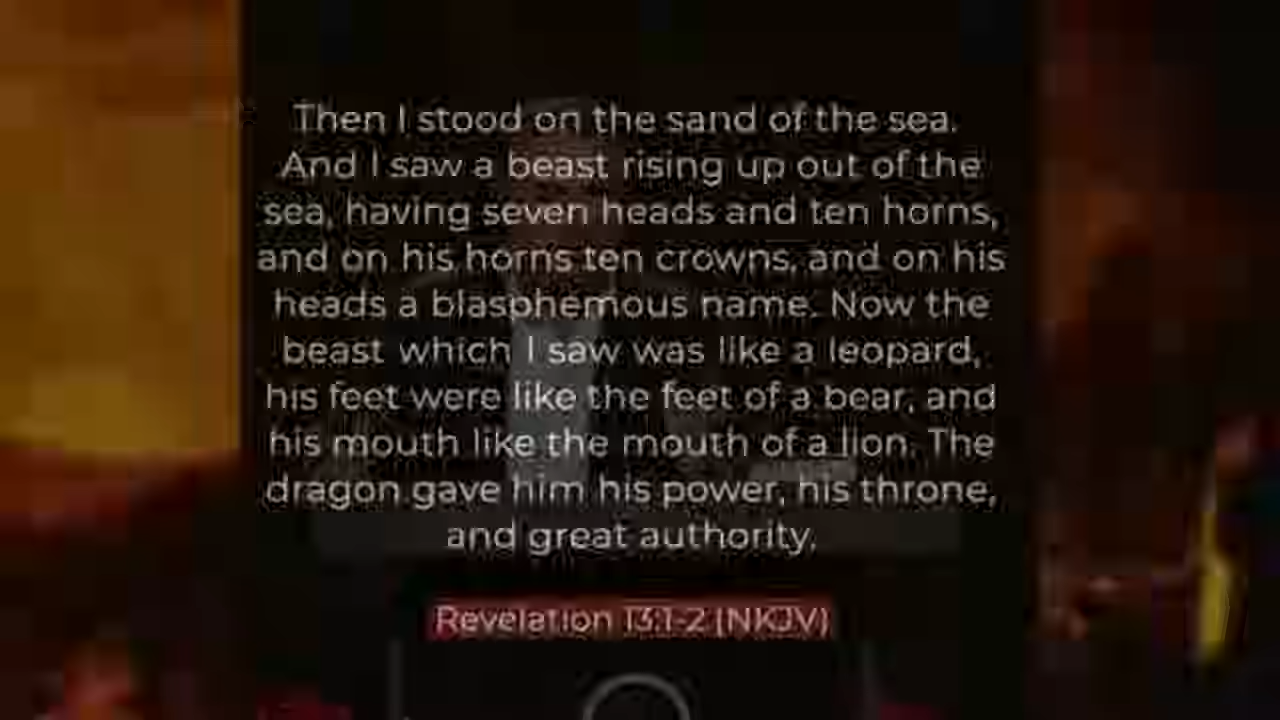 Then I stood on the sand of the sea.
And I saw a beast rising up out of the
sea, having seven heads and ten horns,
and on his horns ten crowns, and on his
heads a blasphemous name. Now the
beast which I saw was like a leopard,
his feet were like the feet of a bear, and
his mouth like the mouth of a lion. The
dragon gave him his power, his throne,
and great authority.
Revelation 13:1-2 (NKJV)